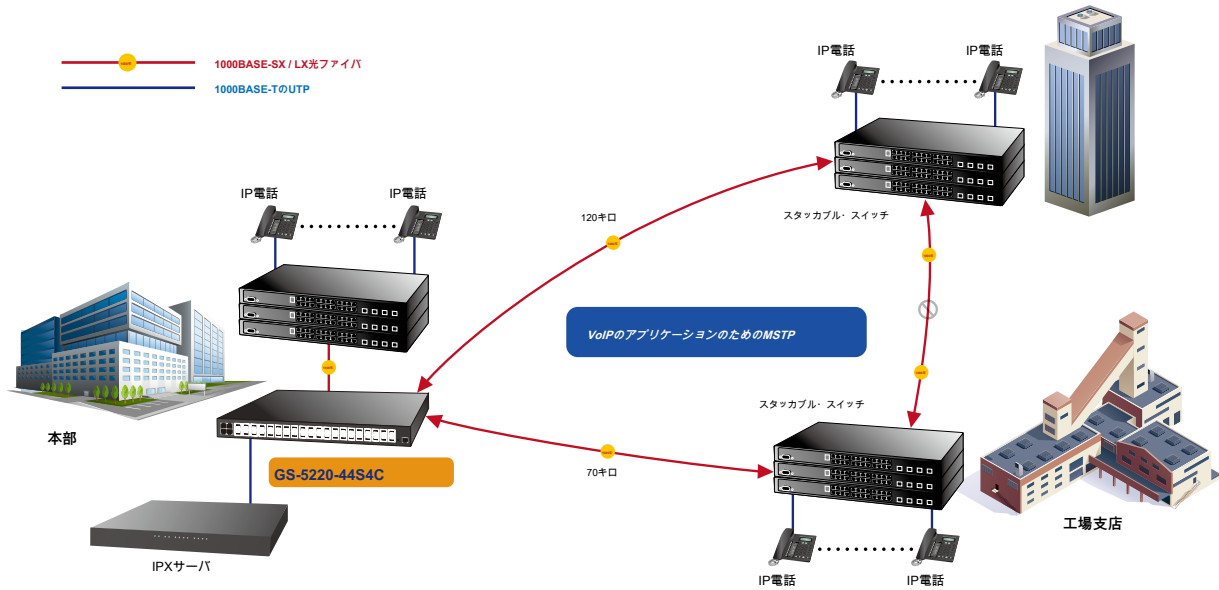 1000BASE-SX / LX光ファイバ
1000BASE-TのUTP
IP電話
IP電話
スタッカブル・スイッチ
120キロ
IP電話
IP電話
VoIPのアプリケーションのためのMSTP
スタッカブル・スイッチ
本部
GS-5220-44S4C
70キロ
工場支店
IPXサーバ
IP電話
IP電話